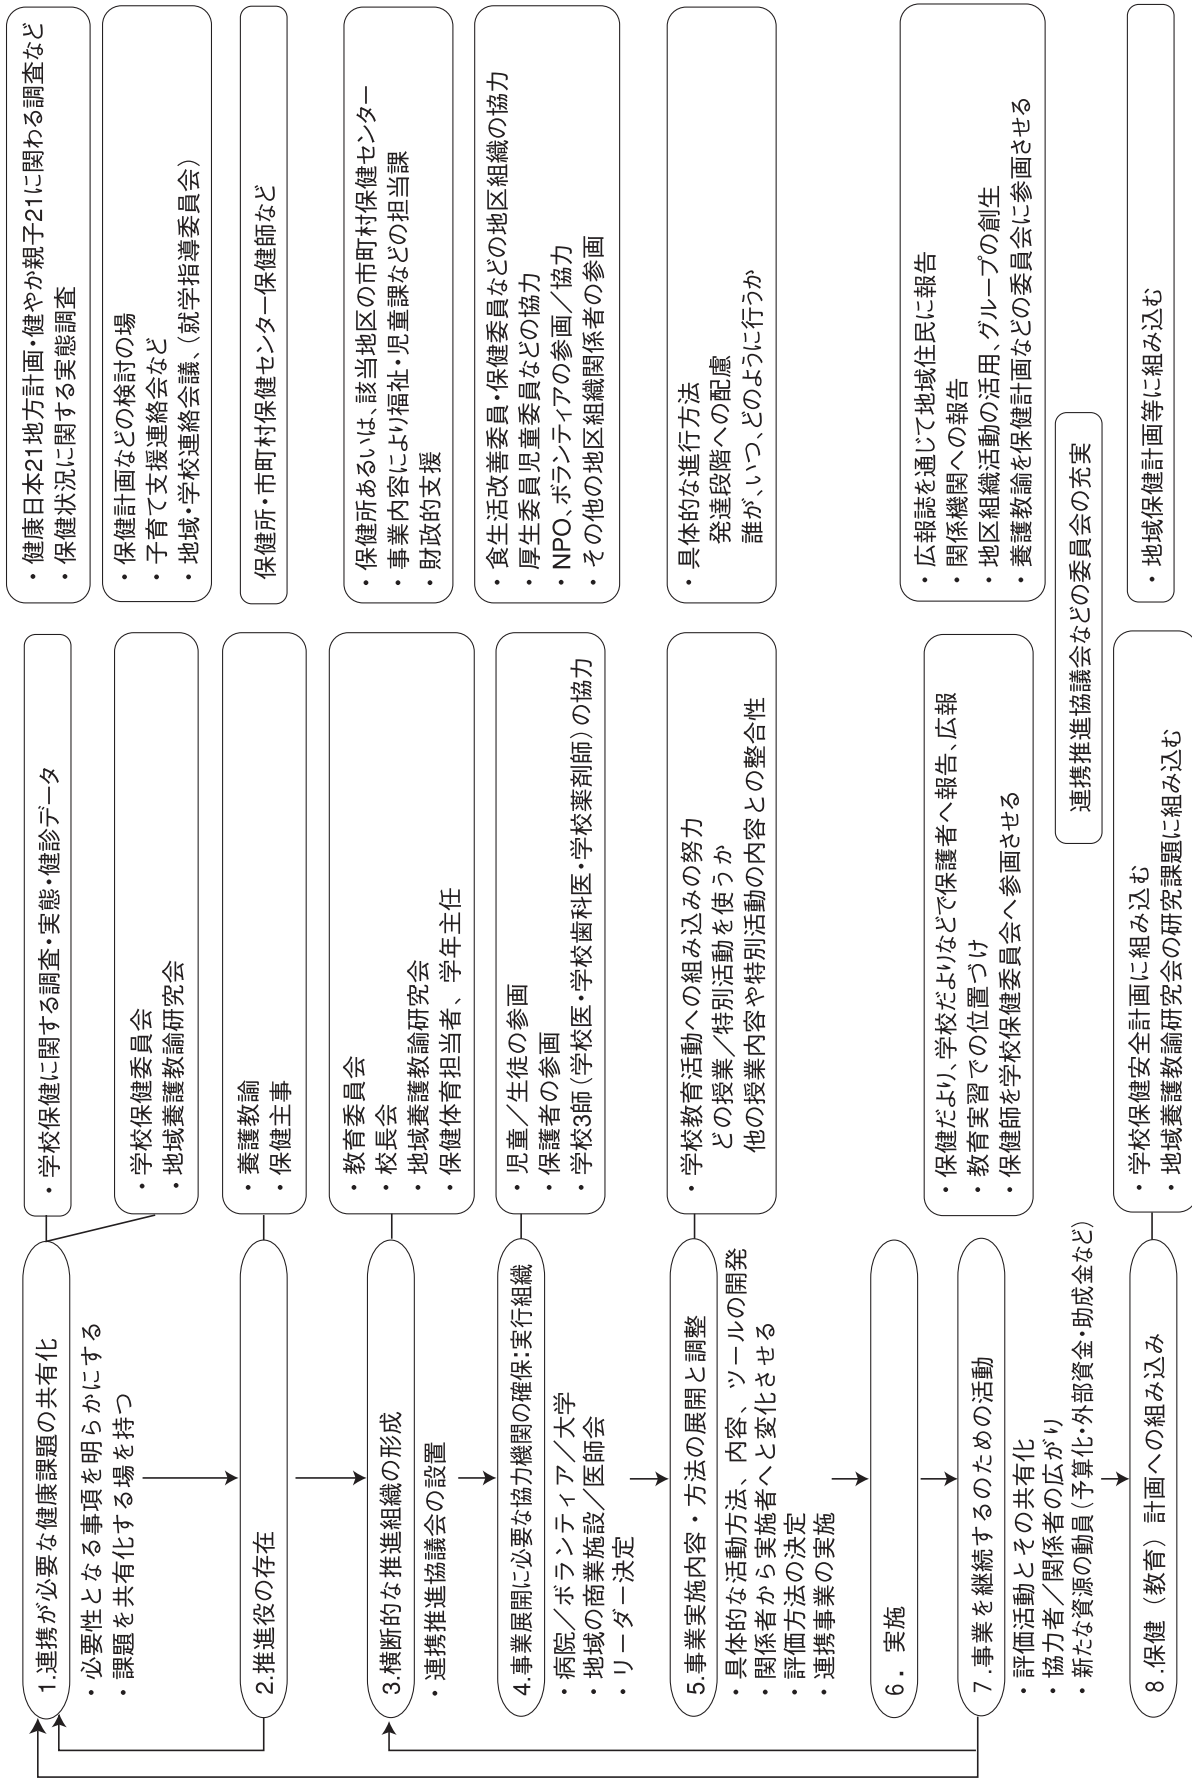 1.連携が必要な健康課題の共有化
・必要性となる事項を明らかにする
・課題を共有化する場を持つ
・学校保健に関する調査・実態・健診データ
・学校保健委員会
・地域養護教諭研究会
・健康日本21地方計画・健やか親子21に関わる調査など
・保健状況に関する実態調査
・保健計画などの検討の場
・子育て支援連絡会など
・地域・学校連絡会議、（就学指導委員会）
2.推進役の存在
・養護教諭
・保健主事
保健所・市町村保健センター保健師など
3.横断的な推進組織の形成
・連携推進協議会の設置
・教育委員会
・校長会
・地域養護教諭研究会
・保健体育担当者、学年主任
・保健所あるいは、該当地区の市町村保健センター
・事業内容により福祉・児童課などの担当課
・財政的支援
4.事業展開に必要な協力機関の確保：実行組織
・病院／ボランティア／大学
・地域の商業施設／医師会
・リーダー決定
・児童／生徒の参画
・保護者の参画
・学校3師（学校医・学校歯科医・学校薬剤師）の協力
・食生活改善委員・保健委員などの地区組織の協力
・厚生委員児童委員などの協力
・NPO、ボランティアの参画／協力
・その他の地区組織関係者の参画
5.事業実施内容・方法の展開と調整
・具体的な活動方法、内容、ツールの開発
・関係者から実施者へと変化させる
・評価方法の決定
・連携事業の実施
・学校教育活動への組み込みの努力
どの授業／特別活動を使うか
他の授業内容や特別活動の内容との整合性
・具体的な進行方法
発達段階への配慮
誰が、いつ、どのように行うか
6．実施
7.事業を継続するのための活動
・評価活動とその共有化
・協力者／関係者の広がり
・新たな資源の動員（予算化・外部資金・助成金など）
・保健だより、学校だよりなどで保護者へ報告、広報
・教育実習での位置づけ
・保健師を学校保健委員会へ参画させる
・広報誌を通じて地域住民に報告
・関係機関への報告
・地区組織活動の活用、グループの創生
・養護教諭を保健計画などの委員会に参画させる
連携推進協議会などの委員会の充実
8.保健（教育）計画への組み込み
・学校保健安全計画に組み込む
・地域養護教諭研究会の研究課題に組み込む
・地域保健計画等に組み込む